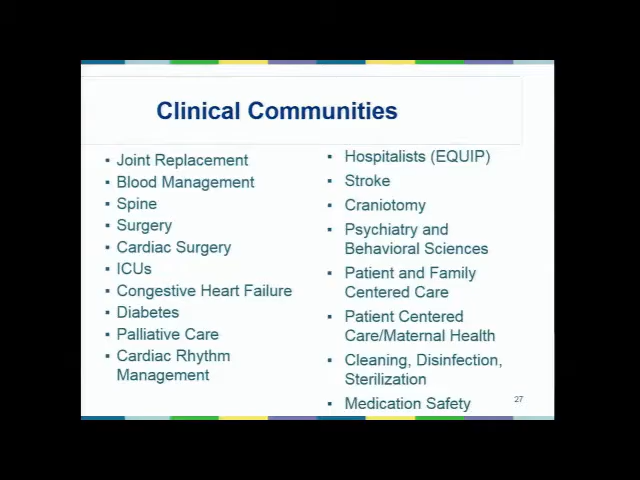 Clinical Communities
▪ Joint Replacement
▪ Blood Management
▪ Spine
▪ Surgery
▪ Cardiac Surgery
▪ ICUs
▪ Congestive Heart Failure
▪ Diabetes
▪ Palliative Care
▪ Cardiac Rhythm
Management
▪ Hospitalists (EQUIP)
▪ Stroke
▪ Craniotomy
▪ Psychiatry and
Behavioral Sciences
▪ Patient and Family
Centered Care
▪ Patient Centered
Care/Maternal Health
▪ Cleaning, Disinfection,
Sterilization
▪ Medication Safety
27